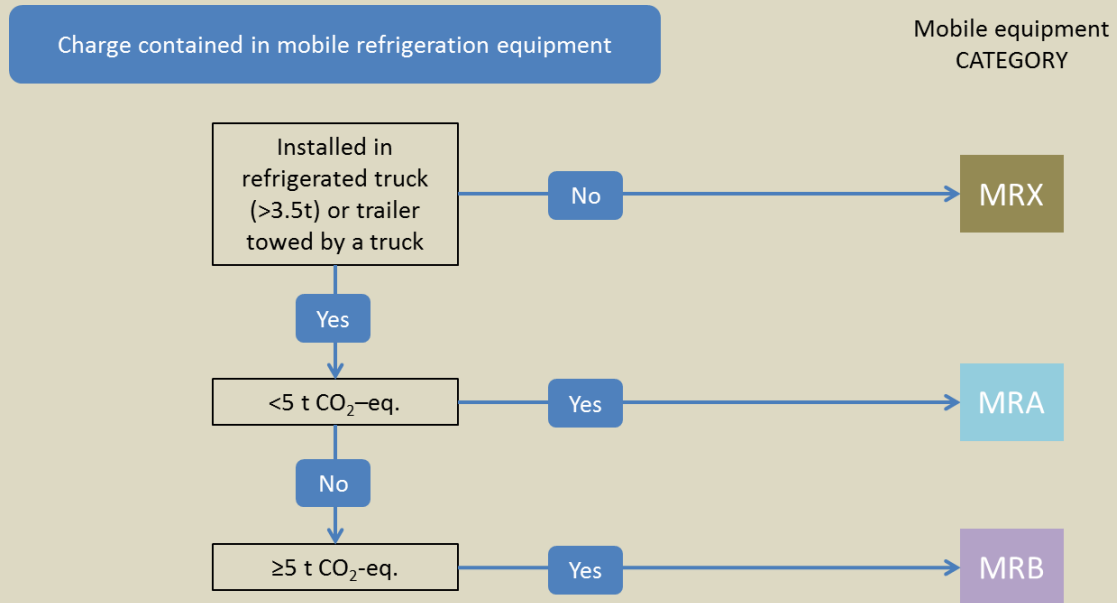 Charge contained in mobile refrigeration equipment
Mobile equipment
CATEGORY
Installed in
refrigerated truck
(>3.5t) or trailer
towed by a truck
No
MRX
Yes
<5 t CO₂–eq.
Yes
MRA
No
≥5 t CO₂-eq.
Yes
MRB